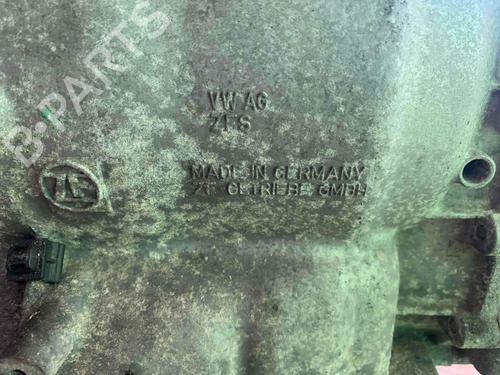 B-PARTS
VW AG
ZF S
MADE IN GERMANY
ZF GETRIEBE GMBH
ZF